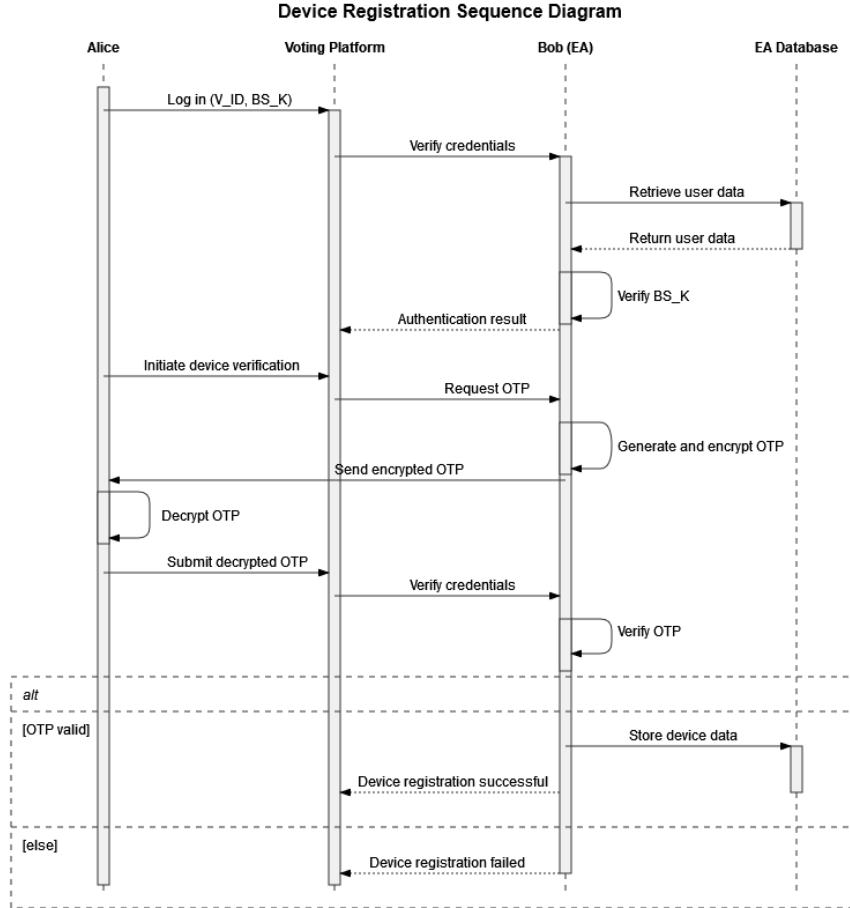 Device Registration Sequence Diagram
Alice
Voting Platform
Bob (EA)
EA Database
Log in (V_ID, BS_K)
Verify credentials
Retrieve user data
Return user data
Verify BS_K
Authentication result
Initiate device verification
Request OTP
Generate and encrypt OTP
Send encrypted OTP
Decrypt OTP
Submit decrypted OTP
Verify credentials
Verify OTP
alt
[OTP valid]
Store device data
Device registration successful
[else]
Device registration failed